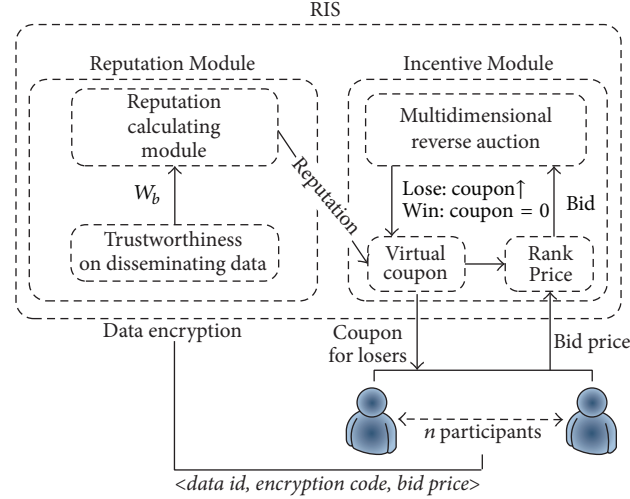 RIS
Reputation Module
Reputation
calculating
module
W_b
Trustworthiness
on disseminating data
Reputation
Incentive Module
Multidimensional
reverse auction
Lose: coupon↑
Win: coupon = 0
Bid
Virtual
coupon
Rank
Price
Data encryption
Coupon
for losers
Bid price
n participants
<data id, encryption code, bid price>